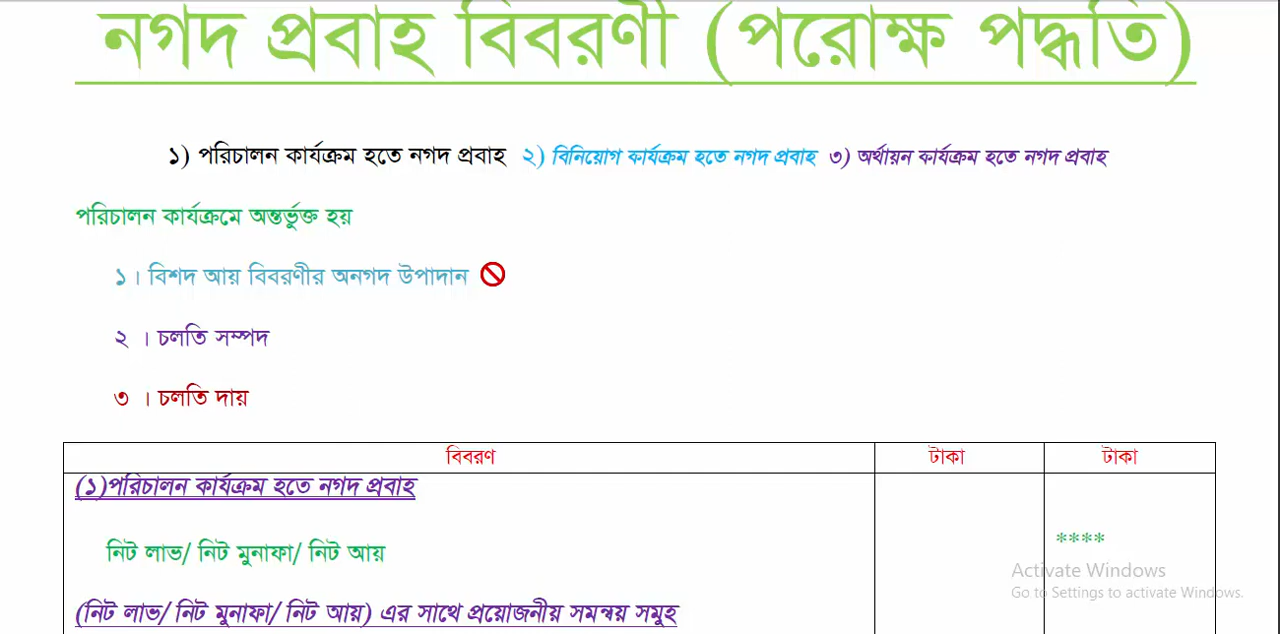 নগদ প্রবাহ বিবরণী (পরোক্ষ পদ্ধতি)
১) পরিচালন কার্যক্রম হতে নগদ প্রবাহ ২) বিনিয়োগ কার্যক্রম হতে নগদ প্রবাহ ৩) অর্থায়ন কার্যক্রম হতে নগদ প্রবাহ
পরিচালন কার্যক্রমে অন্তর্ভুক্ত হয়
১। বিশদ আয় বিবরণীর অনগদ উপাদান
২ । চলতি সম্পদ
৩ । চলতি দায়
বিবরণ টাকা টাকা
(১)পরিচালন কার্যক্রম হতে নগদ প্রবাহ
নিট লাভ/ নিট মুনাফা/ নিট আয় ****
(নিট লাভ/ নিট মুনাফা/ নিট আয়) এর সাথে প্রয়োজনীয় সমন্বয় সমুহ
Activate Windows
Go to Settings to activate Windows.